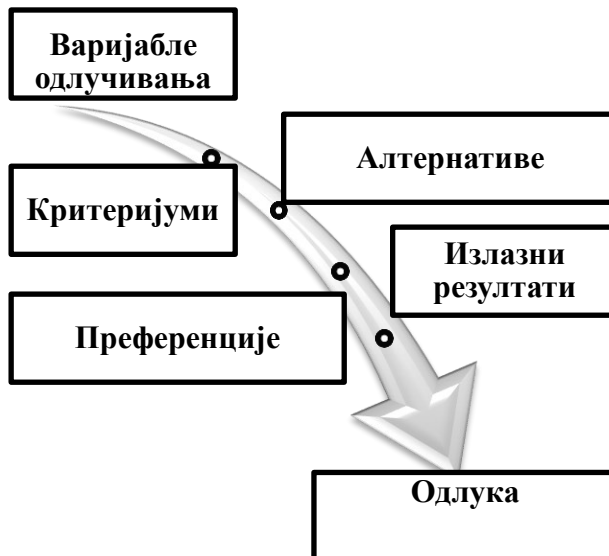 Варијабле
одлучивања
Алтернативе
Критеријуми
Излазни
резултати
Преференције
Одлука